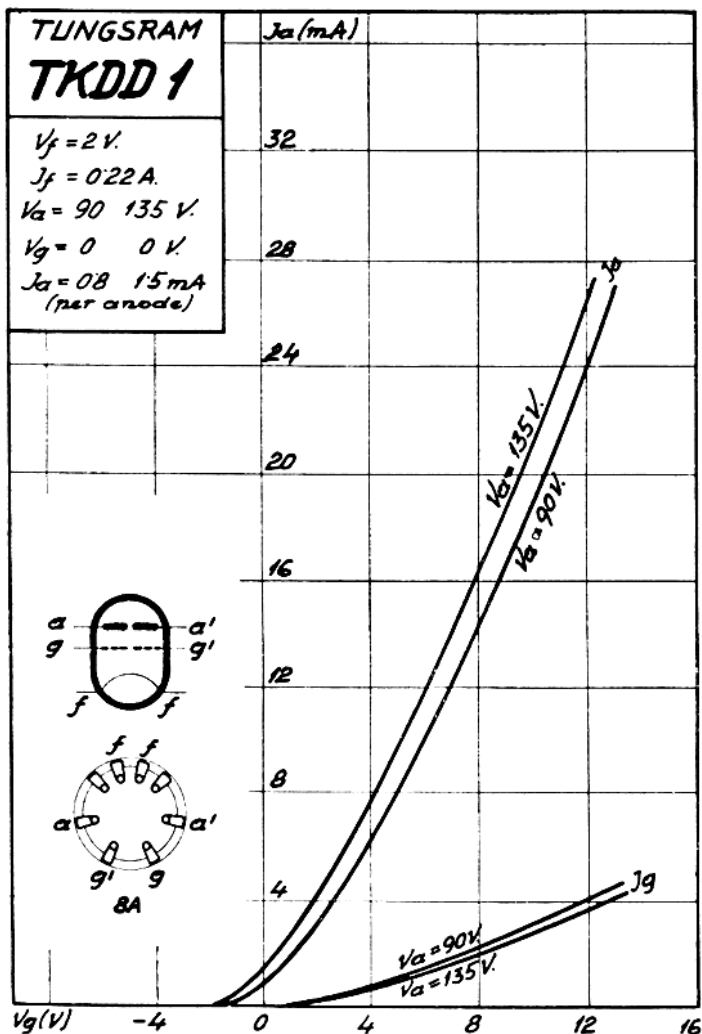 TUNGSRAM
TKDD 1
Vf = 2 V.
Jf = 0·22 A.
Va = 90 135 V.
Vg = 0 0 V.
Ja = 0·8 1·5 mA
(per anode)
Ja (mA)
32
28
24
20
16
12
8
4
Ja
Va = 135 V.
Va = 90 V.
Jg
Va = 90 V.
Va = 135 V.
a a'
g g'
f f
f f
a a'
g' g
8A
Vg (V) -4 0 4 8 12 16